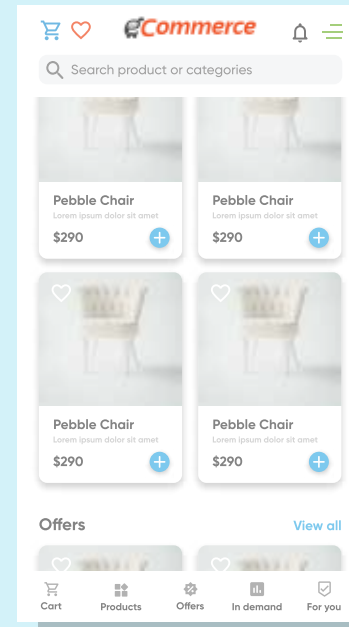 eCommerce
Search product or categories
Pebble Chair
Lorem ipsum dolor sit amet
$290
Pebble Chair
Lorem ipsum dolor sit amet
$290
Pebble Chair
Lorem ipsum dolor sit amet
$290
Pebble Chair
Lorem ipsum dolor sit amet
$290
Offers
View all
Cart
Products
Offers
In demand
For you